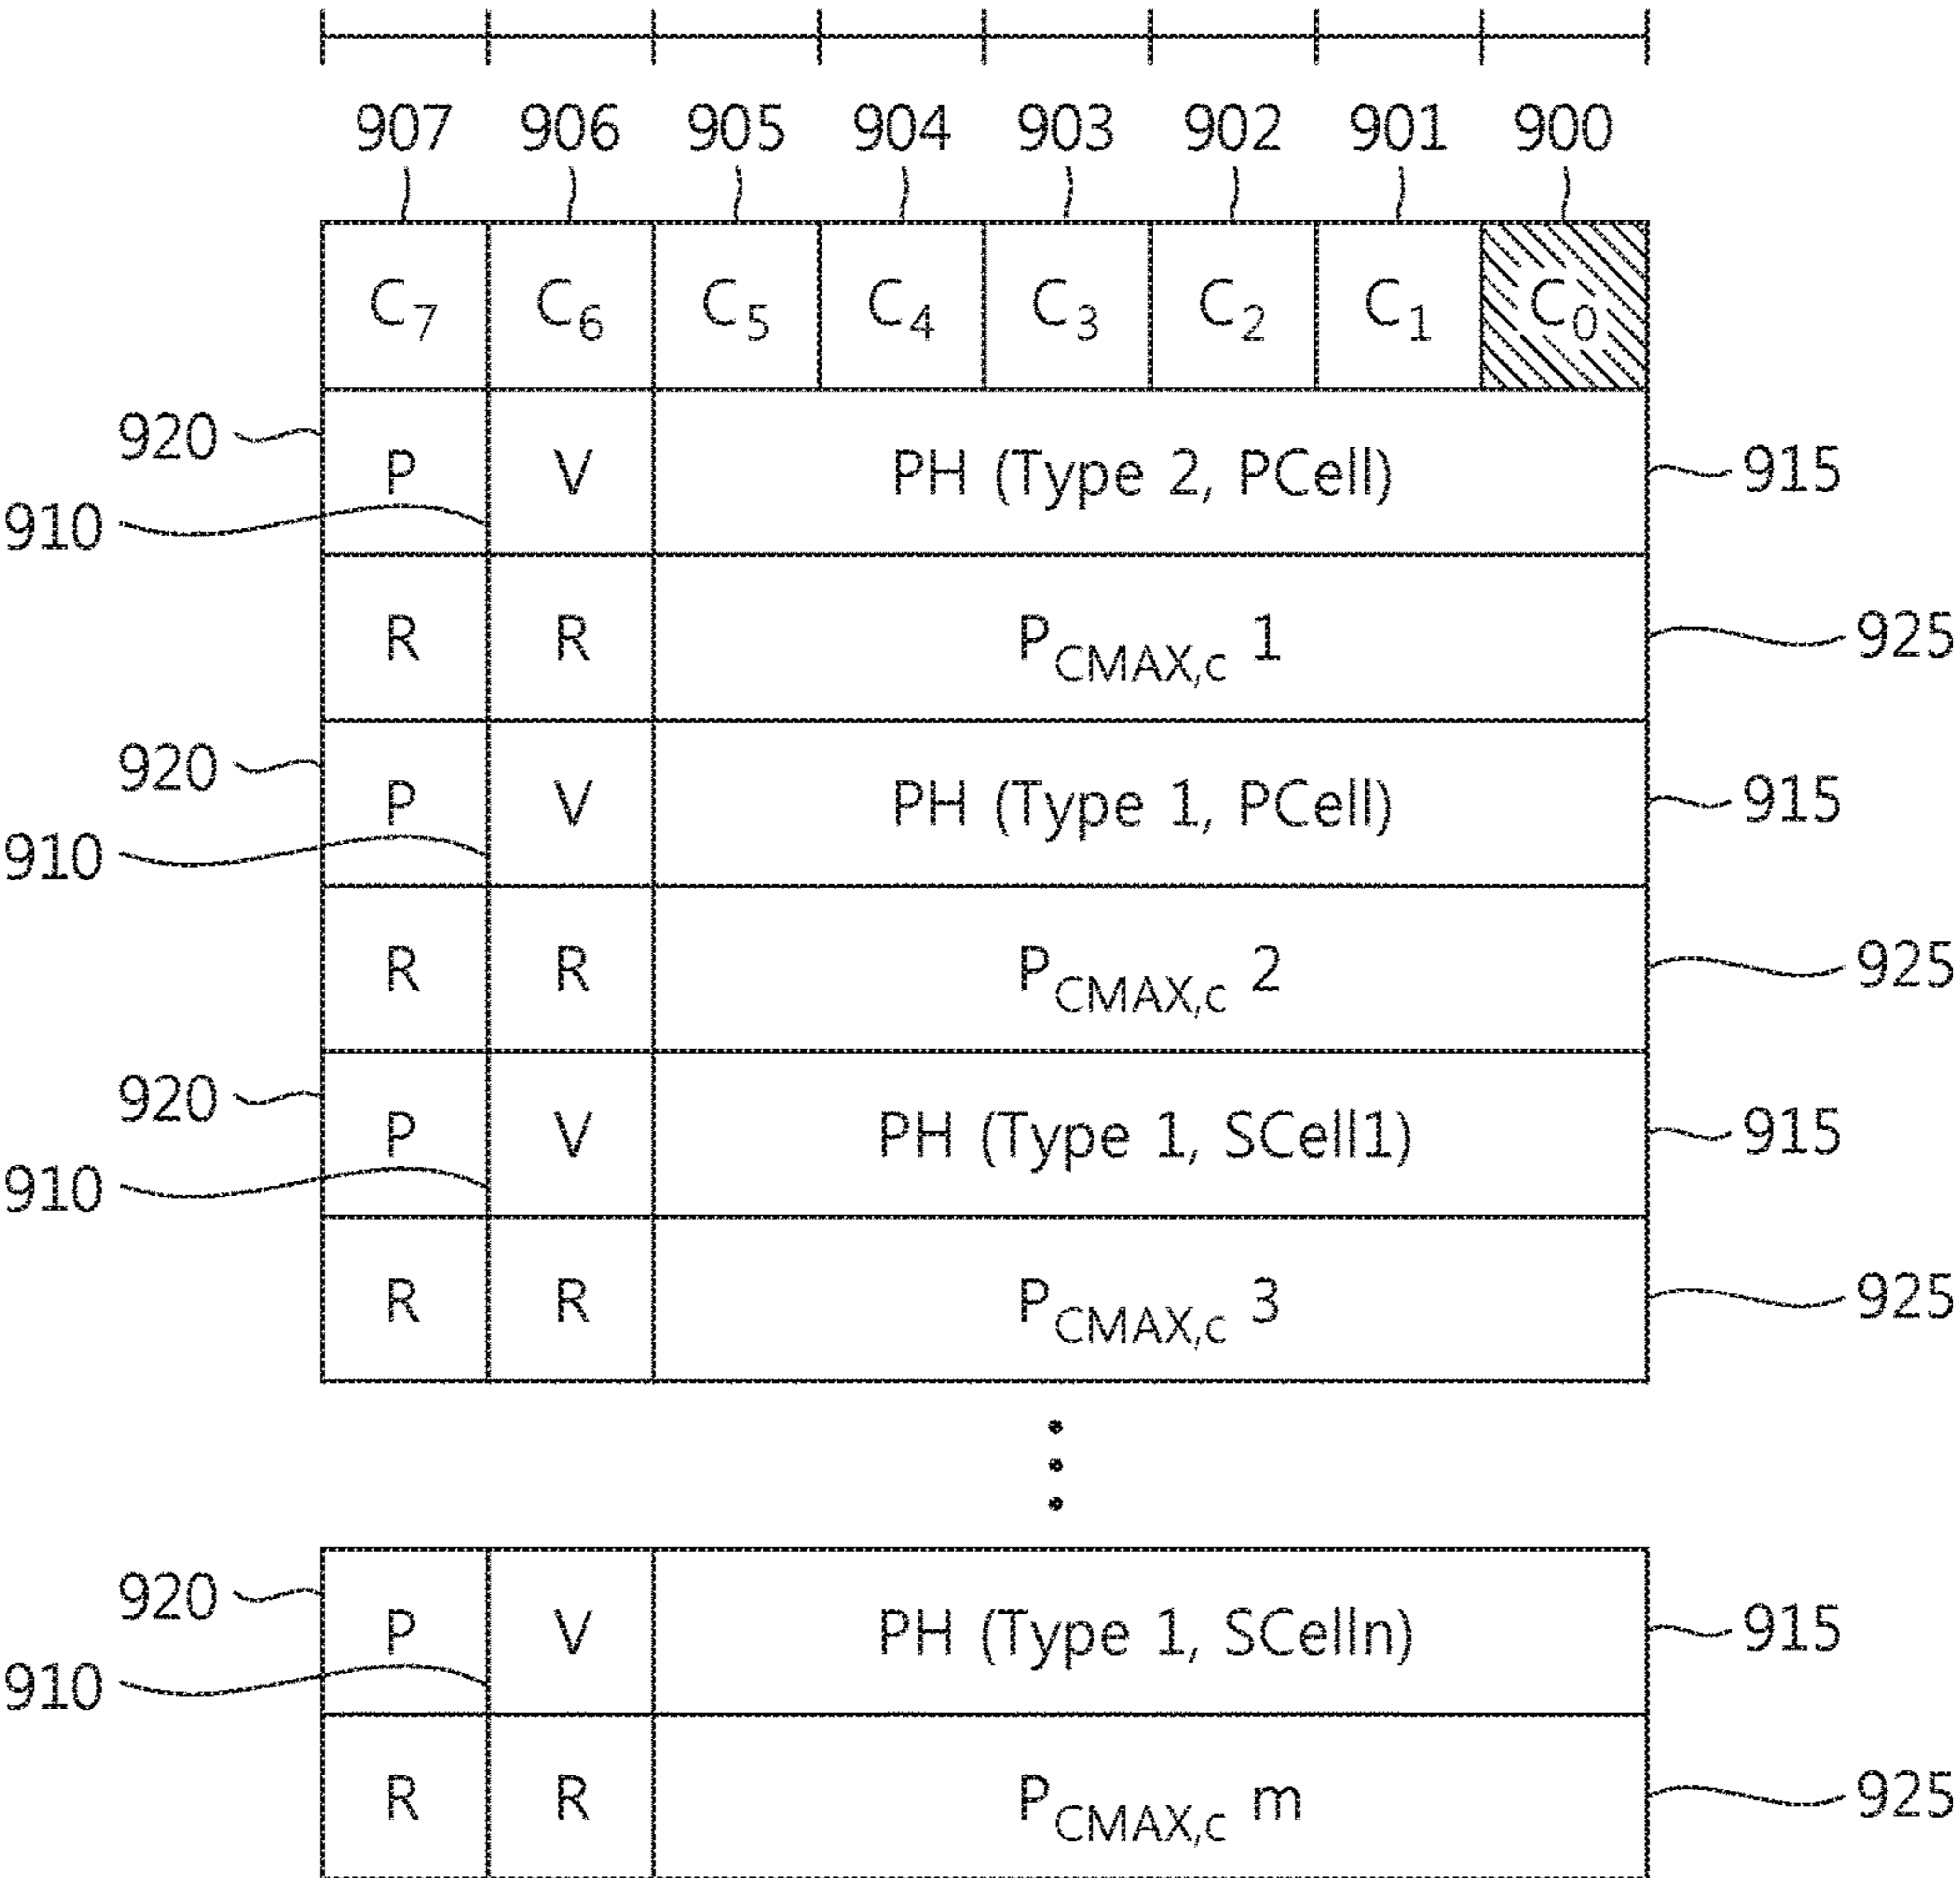 907 906 905 904 903 902 901 900
C7 C6 C5 C4 C3 C2 C1 C0
920 P V PH (Type 2, PCell) 915
910
R R PCMAX,c 1 925
920 P V PH (Type 1, PCell) 915
910
R R PCMAX,c 2 925
920 P V PH (Type 1, SCell1) 915
910
R R PCMAX,c 3 925
920 P V PH (Type 1, SCelln) 915
910
R R PCMAX,c m 925